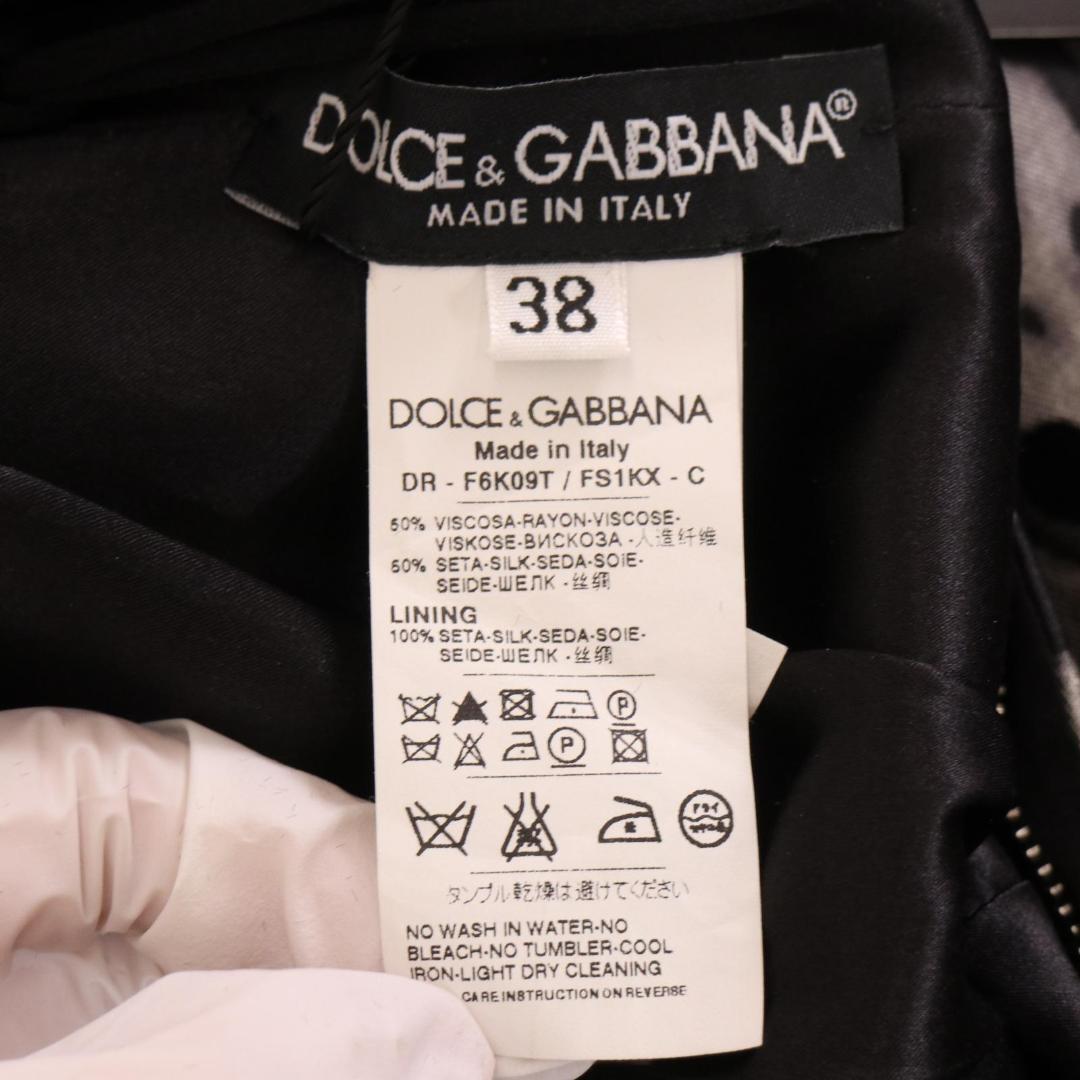 DOLCE & GABBANA®
MADE IN ITALY
38
DOLCE & GABBANA
Made in Italy
DR - F6K09T / FS1KX - C
50% VISCOSA-RAYON-VISCOSE-
VISKOSE-ВИСКОЗА -人造纤维
50% SETA-SILK-SEDA-SOIE-
SEIDE-ШЕЛК -丝绸
LINING
100% SETA-SILK-SEDA-SOIE-
SEIDE-ШЕЛК -丝绸
P
P
ドライ
タンブル乾燥は避けてください
NO WASH IN WATER-NO
BLEACH-NO TUMBLER-COOL
IRON-LIGHT DRY CLEANING
CARE INSTRUCTION ON REVERSE